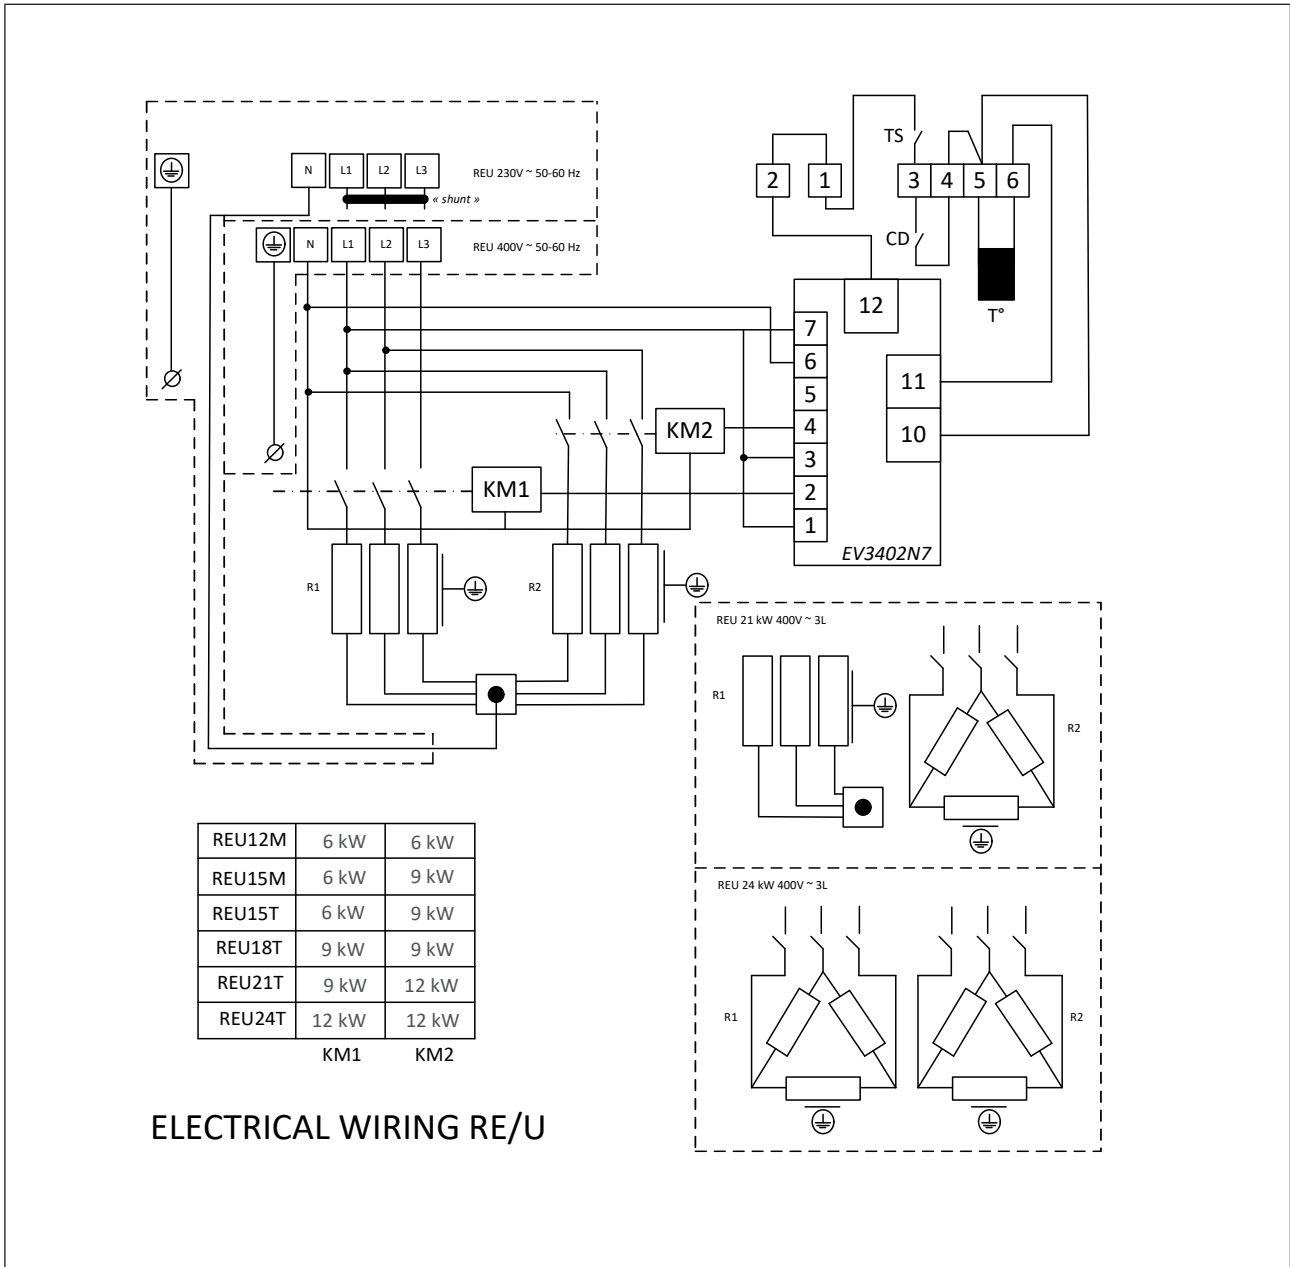 TS
2
1
3
4
5
6
N
L1
L2
L3
REU 230V ~ 50-60 Hz
« shunt »
CD
N
L1
L2
L3
REU 400V ~ 50-60 Hz
12
T°
7
6
5
4
3
2
1
11
10
EV3402N7
KM2
KM1
R1
R2
REU 21 kW 400V ~ 3L
R1
R2
REU 24 kW 400V ~ 3L
R1
R2
REU12M 6 kW 6 kW
REU15M 6 kW 9 kW
REU15T 6 kW 9 kW
REU18T 9 kW 9 kW
REU21T 9 kW 12 kW
REU24T 12 kW 12 kW
KM1 KM2
ELECTRICAL WIRING RE/U